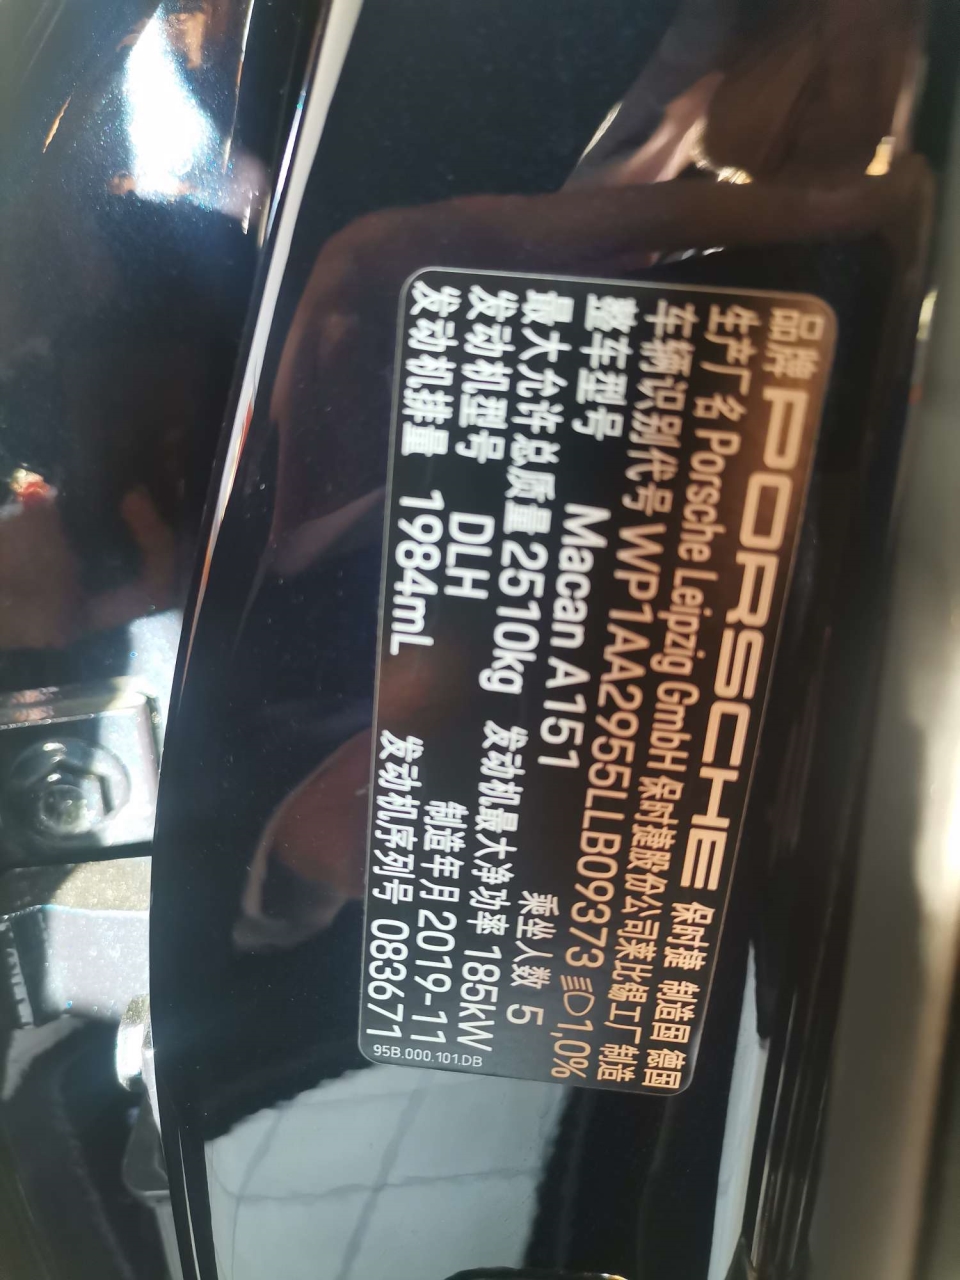 品牌 PORSCHE 保时捷 制造国 德国
生产厂名 Porsche Leipzig GmbH 保时捷股份公司莱比锡工厂制造
车辆识别代号 WP1AA2955LLB09373 1,0%
整车型号 Macan A151 乘坐人数 5
最大允许总质量 2510kg 发动机最大净功率 185kW
发动机型号 DLH 制造年月 2019-11
发动机排量 1984mL 发动机序列号 083671
95B.000.101.DB